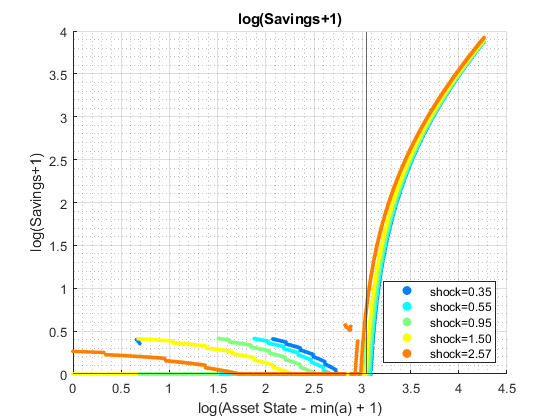 log(Savings+1)
log(Savings+1)
4
3.5
3
2.5
2
1.5
1
0.5
0
0
0.5
1
1.5
2
2.5
3
3.5
4
4.5
log(Asset State - min(a) + 1)
shock=0.35
shock=0.55
shock=0.95
shock=1.50
shock=2.57